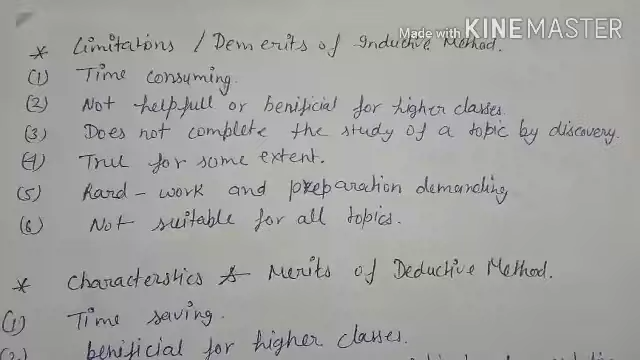 Made with KINEMASTER
* Limitations / Demerits of Inductive Method.
(1) Time consuming.
(2) Not helpfull or benificial for higher classes.
(3) Does not complete the study of a topic by discovery.
(4) True for some extent.
(5) Hard - work and preparation demanding
(6) Not suitable for all topics.
* Characterstics & Merits of Deductive Method.
(1) Time saving.
(2) benificial for higher classes.